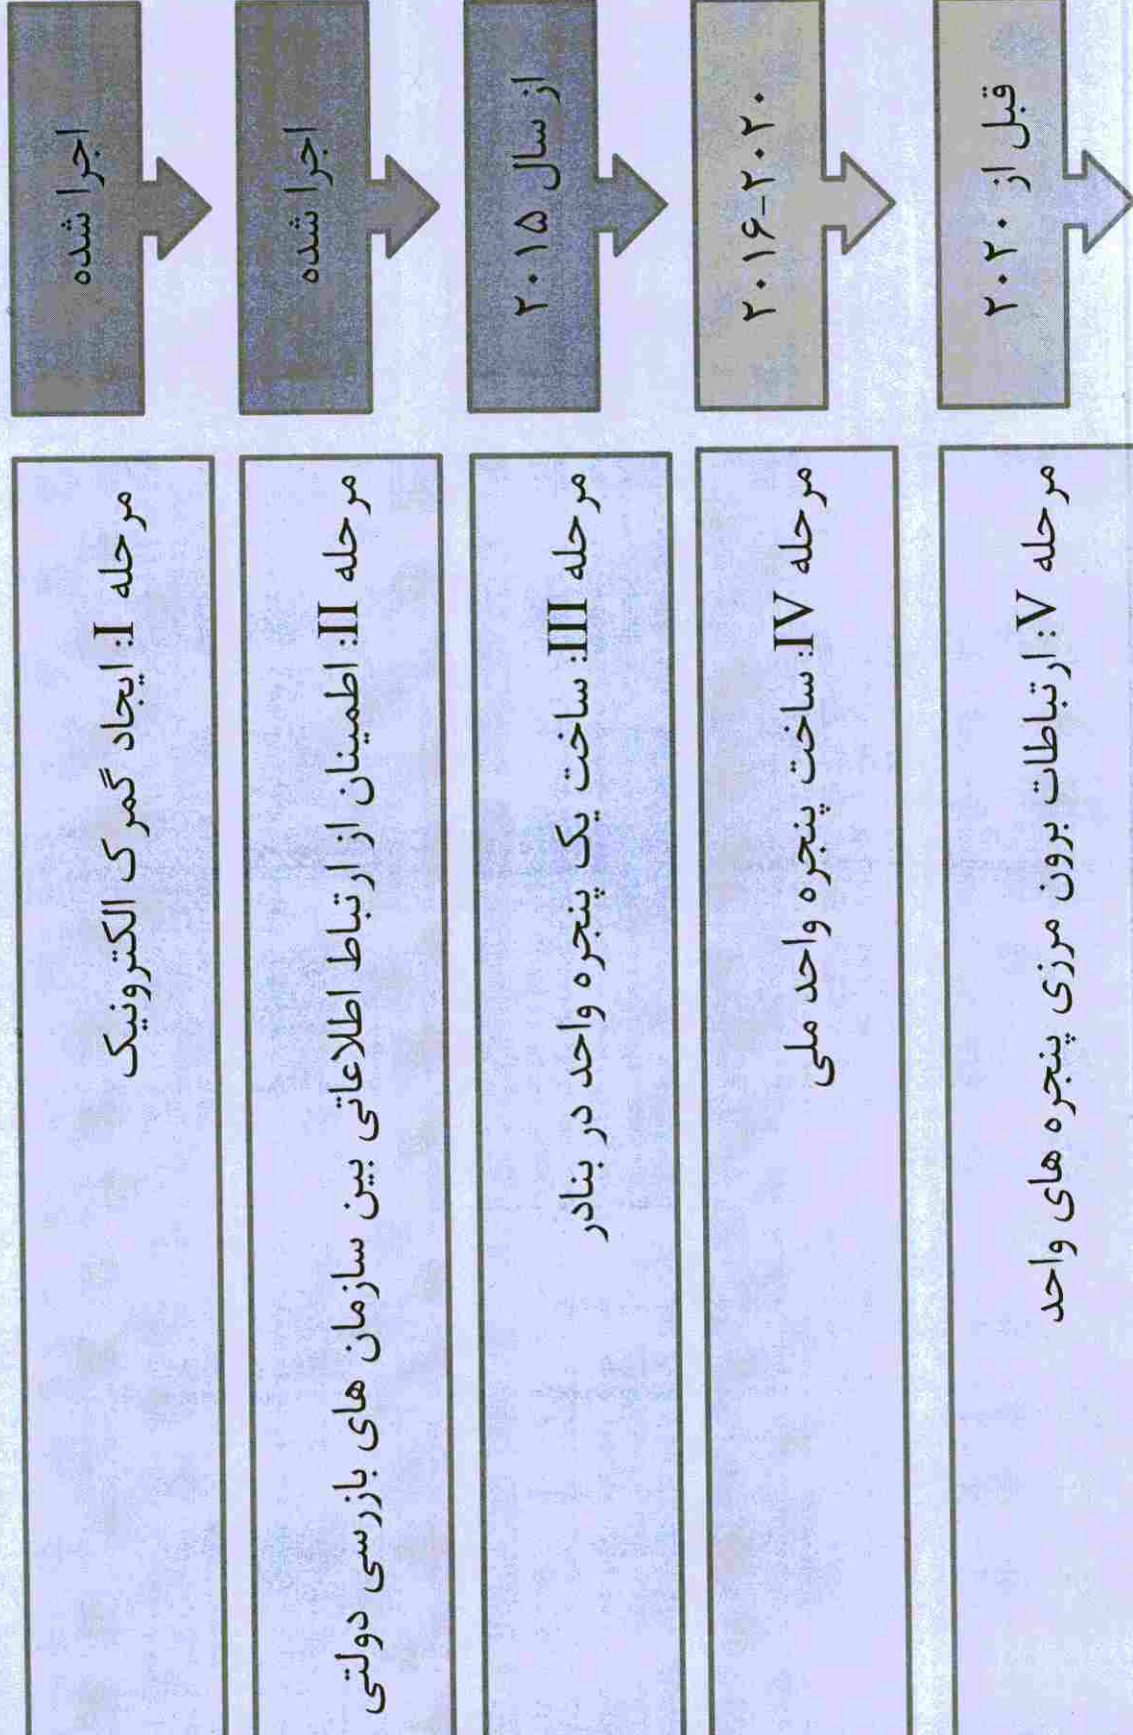 اجرا شده
مرحله I: ایجاد گمرک الکترونیک
اجرا شده
مرحله II: اطمینان از ارتباط اطلاعاتی بین سازمان های بازرسی دولتی
از سال ۲۰۱۵
مرحله III: ساخت یک پنجره واحد در بنادر
۲۰۱۶-۲۰۲۰
مرحله IV: ساخت پنجره واحد ملی
قبل از ۲۰۲۰
مرحله V: ارتباطات برون مرزی پنجره های واحد